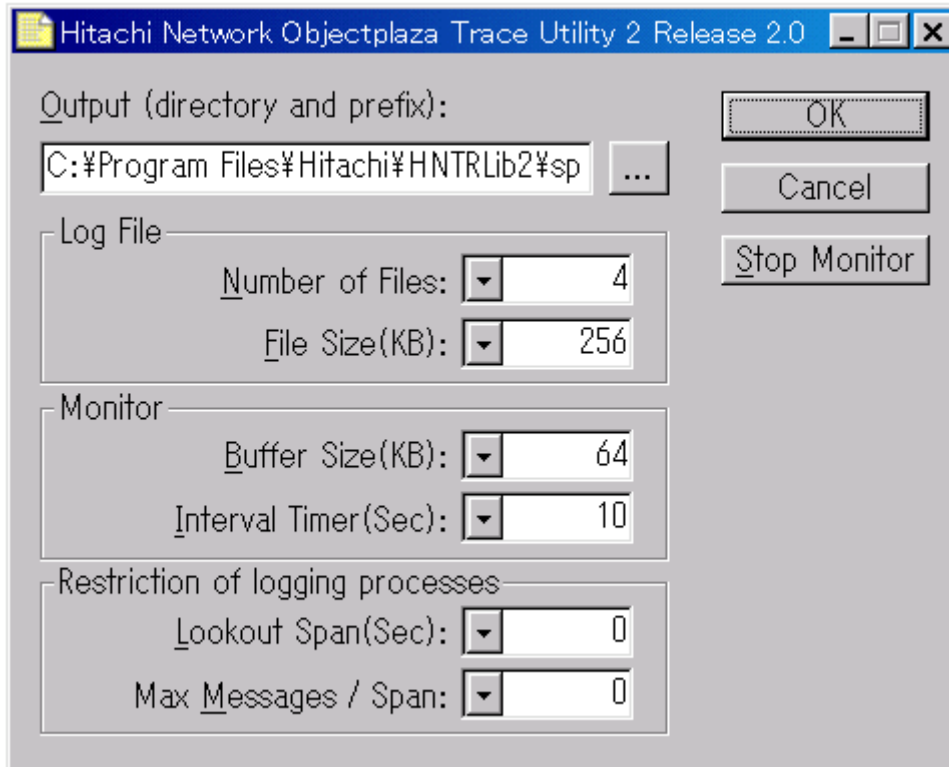 Hitachi Network Objectplaza Trace Utility 2 Release 2.0
Output (directory and prefix):
C:¥Program Files¥Hitachi¥HNTRLib2¥sp
...
OK
Cancel
Stop Monitor
Log File
Number of Files: 4
File Size(KB): 256
Monitor
Buffer Size(KB): 64
Interval Timer(Sec): 10
Restriction of logging processes
Lookout Span(Sec): 0
Max Messages / Span: 0